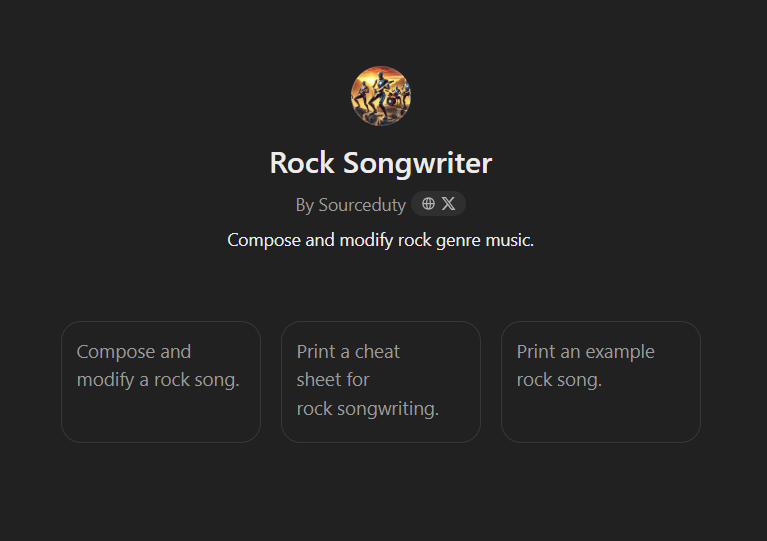 Rock Songwriter
By Sourceduty
Compose and modify rock genre music.
Compose and
modify a rock song.
Print a cheat
sheet for
rock songwriting.
Print an example
rock song.